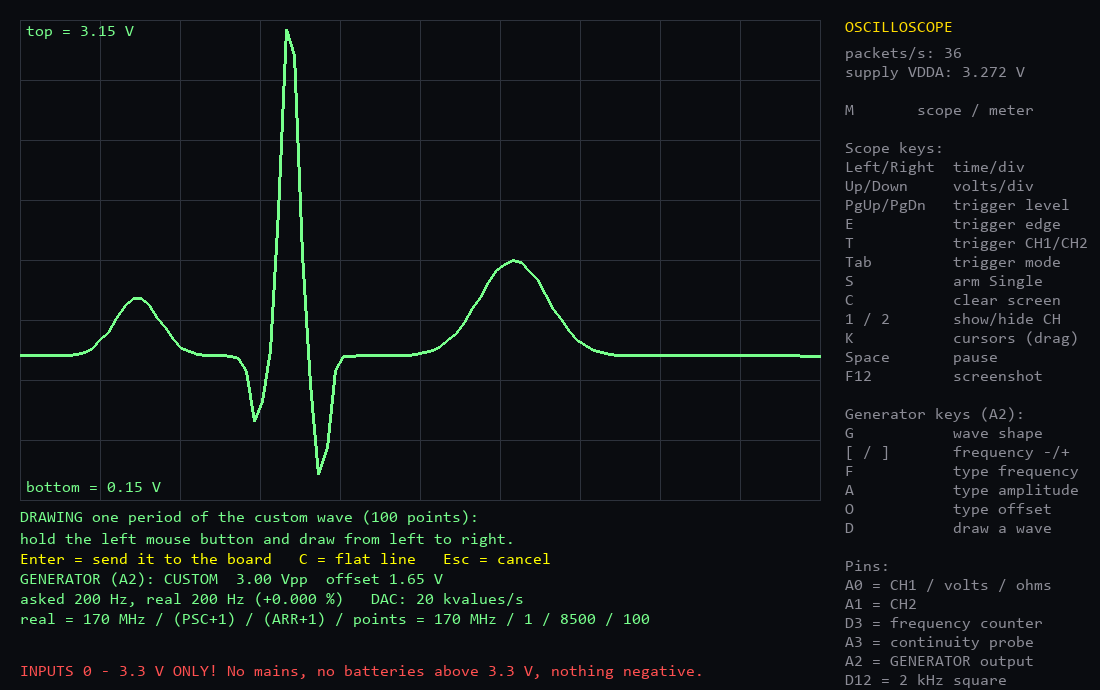 top = 3.15 V
bottom = 0.15 V
DRAWING one period of the custom wave (100 points):
hold the left mouse button and draw from left to right.
Enter = send it to the board   C = flat line   Esc = cancel
GENERATOR (A2): CUSTOM  3.00 Vpp  offset 1.65 V
asked 200 Hz, real 200 Hz (+0.000 %)   DAC: 20 kvalues/s
real = 170 MHz / (PSC+1) / (ARR+1) / points = 170 MHz / 1 / 8500 / 100
INPUTS 0 - 3.3 V ONLY! No mains, no batteries above 3.3 V, nothing negative.
OSCILLOSCOPE
packets/s: 36
supply VDDA: 3.272 V
M       scope / meter
Scope keys:
Left/Right  time/div
Up/Down     volts/div
PgUp/PgDn   trigger level
E           trigger edge
T           trigger CH1/CH2
Tab         trigger mode
S           arm Single
C           clear screen
1 / 2       show/hide CH
K           cursors (drag)
Space       pause
F12         screenshot
Generator keys (A2):
G           wave shape
[ / ]       frequency -/+
F           type frequency
A           type amplitude
O           type offset
D           draw a wave
Pins:
A0 = CH1 / volts / ohms
A1 = CH2
D3 = frequency counter
A3 = continuity probe
A2 = GENERATOR output
D12 = 2 kHz square